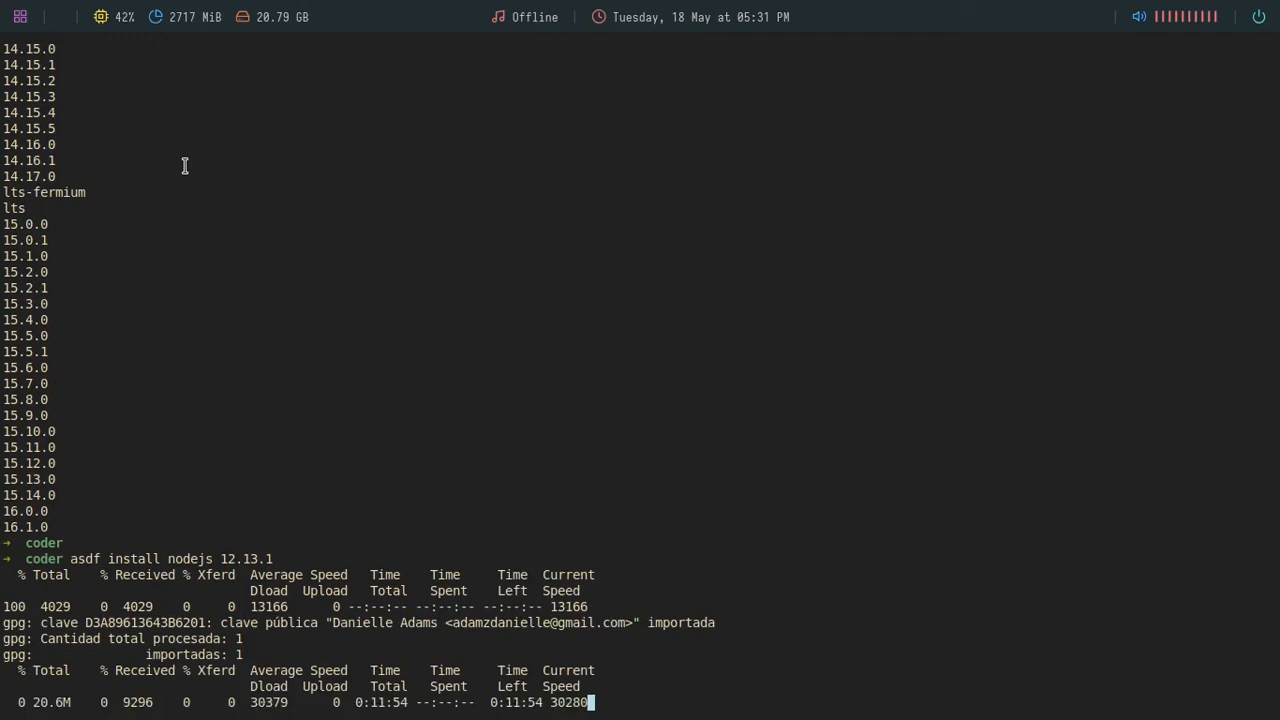 42% 2717 MiB 20.79 GB Offline Tuesday, 18 May at 05:31 PM
14.15.0
14.15.1
14.15.2
14.15.3
14.15.4
14.15.5
14.16.0
14.16.1
14.17.0
lts-fermium
lts
15.0.0
15.0.1
15.1.0
15.2.0
15.2.1
15.3.0
15.4.0
15.5.0
15.5.1
15.6.0
15.7.0
15.8.0
15.9.0
15.10.0
15.11.0
15.12.0
15.13.0
15.14.0
16.0.0
16.1.0
→ coder
→ coder asdf install nodejs 12.13.1
% Total % Received % Xferd Average Speed Time Time Time Current
Dload Upload Total Spent Left Speed
100 4029 0 4029 0 0 13166 0 --:--:-- --:--:-- --:--:-- 13166
gpg: clave D3A89613643B6201: clave pública "Danielle Adams <adamzdanielle@gmail.com>" importada
gpg: Cantidad total procesada: 1
gpg: importadas: 1
% Total % Received % Xferd Average Speed Time Time Time Current
Dload Upload Total Spent Left Speed
0 20.6M 0 9296 0 0 30379 0 0:11:54 --:--:-- 0:11:54 30280